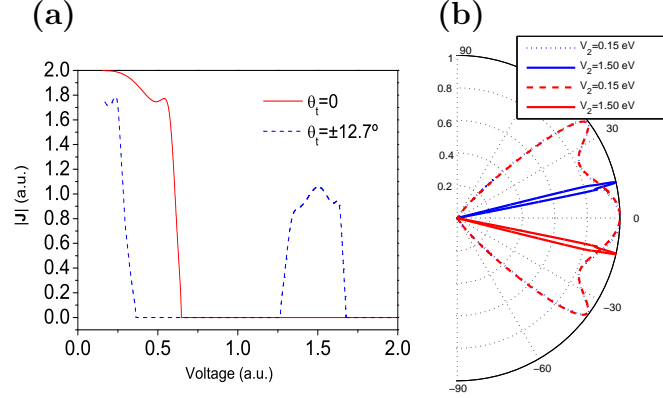 (a)
2.0
1.8
1.6
1.4
1.2
1.0
0.8
0.6
0.4
0.2
0.0
|J| (a.u.)
θt=0
θt=±12.7º
0.0 0.5 1.0 1.5 2.0
Voltage (a.u.)
(b)
V2=0.15 eV
V2=1.50 eV
V2=0.15 eV
V2=1.50 eV
90
1
0.8
0.6
0.4
0.2
30
0
−30
−60
−90